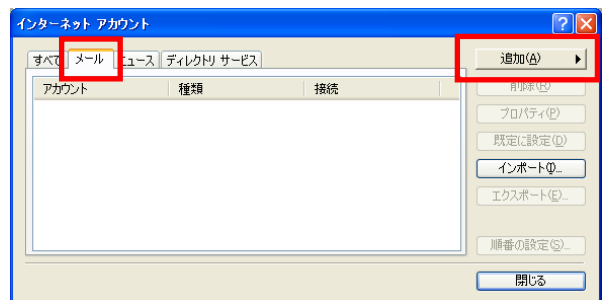 インターネット アカウント
すべて メール ニュース ディレクトリ サービス
アカウント 種類 接続
追加(A)
削除(R)
プロパティ(P)
既定に設定(D)
インポート(I)...
エクスポート(E)...
順番の設定(S)...
閉じる